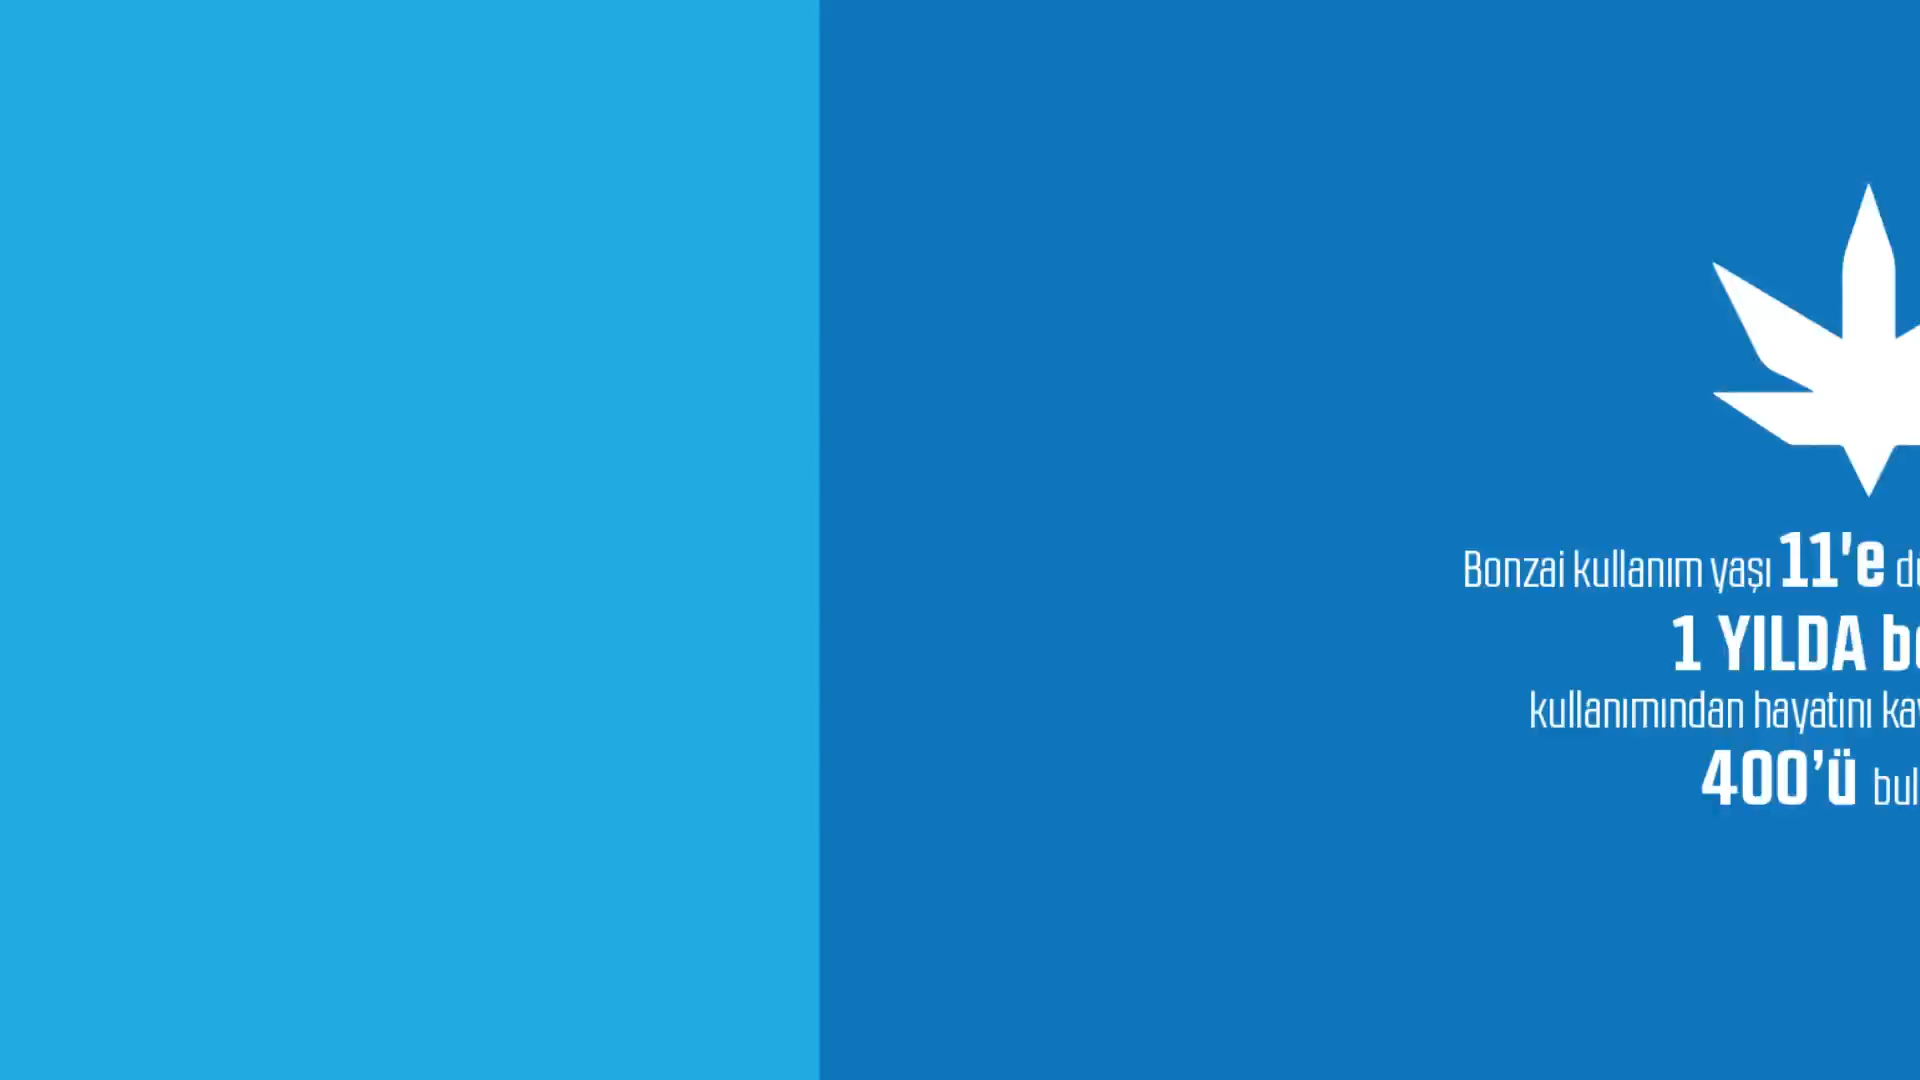 Bonzai kullanım yaşı 11'e
1 YILDA
kullanımından hayatını
400’ü